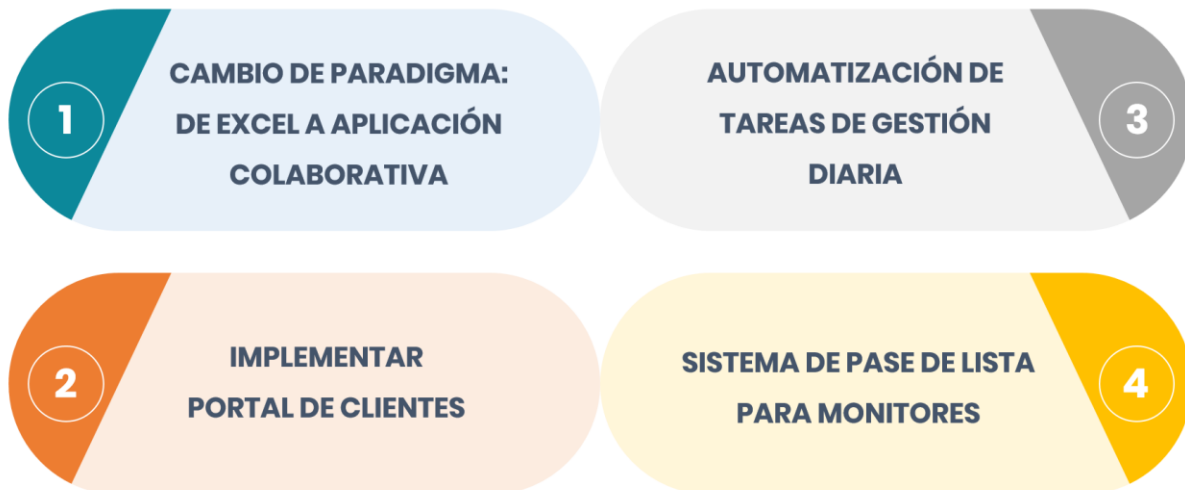 1
CAMBIO DE PARADIGMA:
DE EXCEL A APLICACIÓN
COLABORATIVA
2
IMPLEMENTAR
PORTAL DE CLIENTES
AUTOMATIZACIÓN DE
TAREAS DE GESTIÓN
DIARIA
3
SISTEMA DE PASE DE LISTA
PARA MONITORES
4